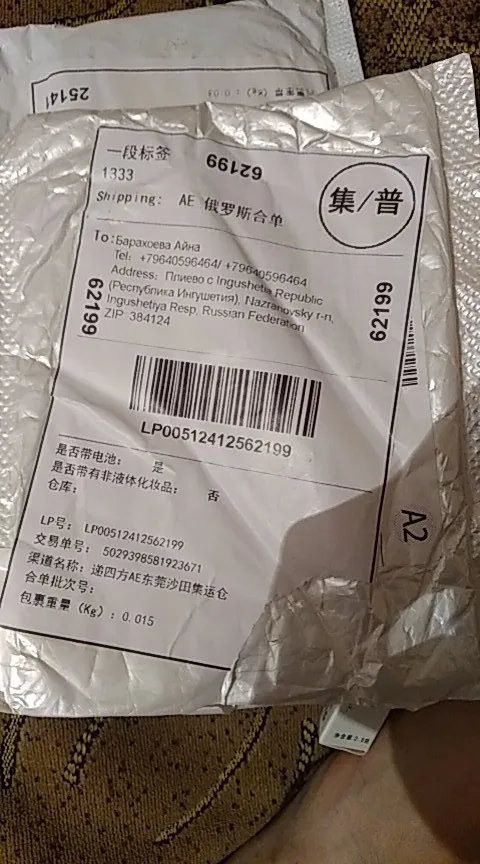 25141
0.03
一段标签
62199
1333
Shipping: AE 俄罗斯合单
集/普
To: Барахоева Айна
Tel: +79640596464/ +79640596464
Address: Плиево с Ingushetia Republic
(Республика Ингушетия), Nazranovsky r-n,
Ingushetiya Resp, Russian Federation
ZIP 384124
62199
62199
LP00512412562199
是否带电池: 是
是否带有非液体化妆品: 否
仓库:
A2
LP号: LP00512412562199
交易单号: 5029398581923671
渠道名称: 递四方AE东莞沙田集运仓
合单批次号:
包裹重量 (Kg) : 0.015